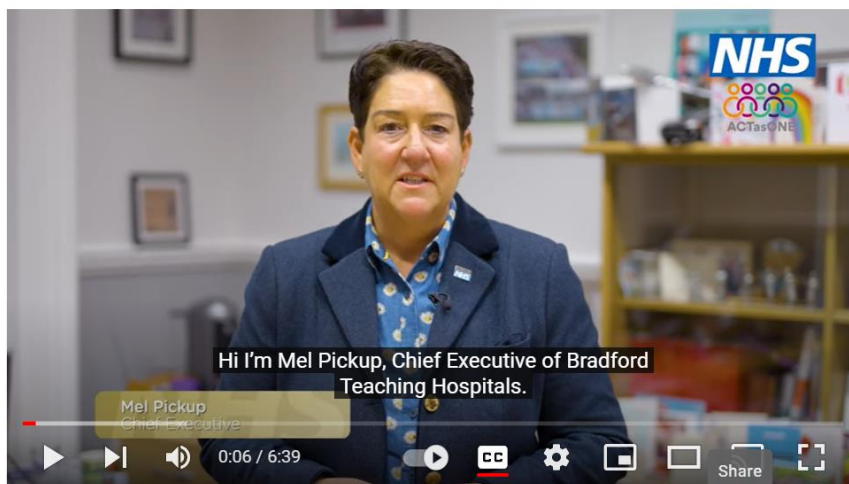 NHS
ACTasONE
NHS
Hi I'm Mel Pickup, Chief Executive of Bradford
Teaching Hospitals.
Mel Pickup
Chief Executive
0:06 / 6:39
CC
Share